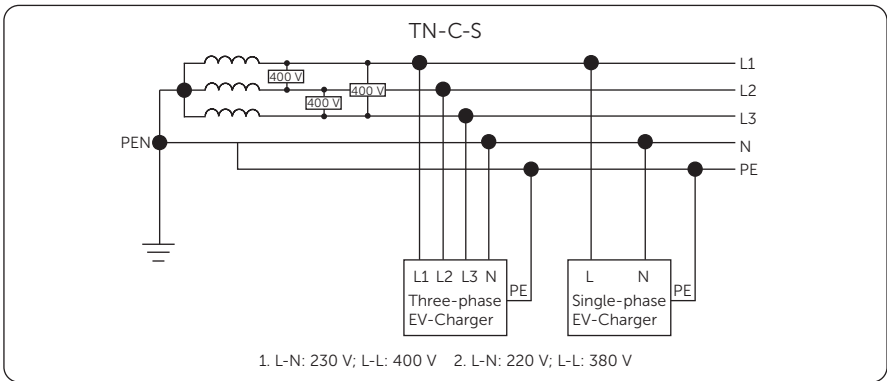 TN-C-S
L1
400 V
400 V
L2
400 V
L3
PEN
N
PE
L1 L2 L3 N
PE
Three-phase
EV-Charger
L N
PE
Single-phase
EV-Charger
1. L-N: 230 V; L-L: 400 V 2. L-N: 220 V; L-L: 380 V